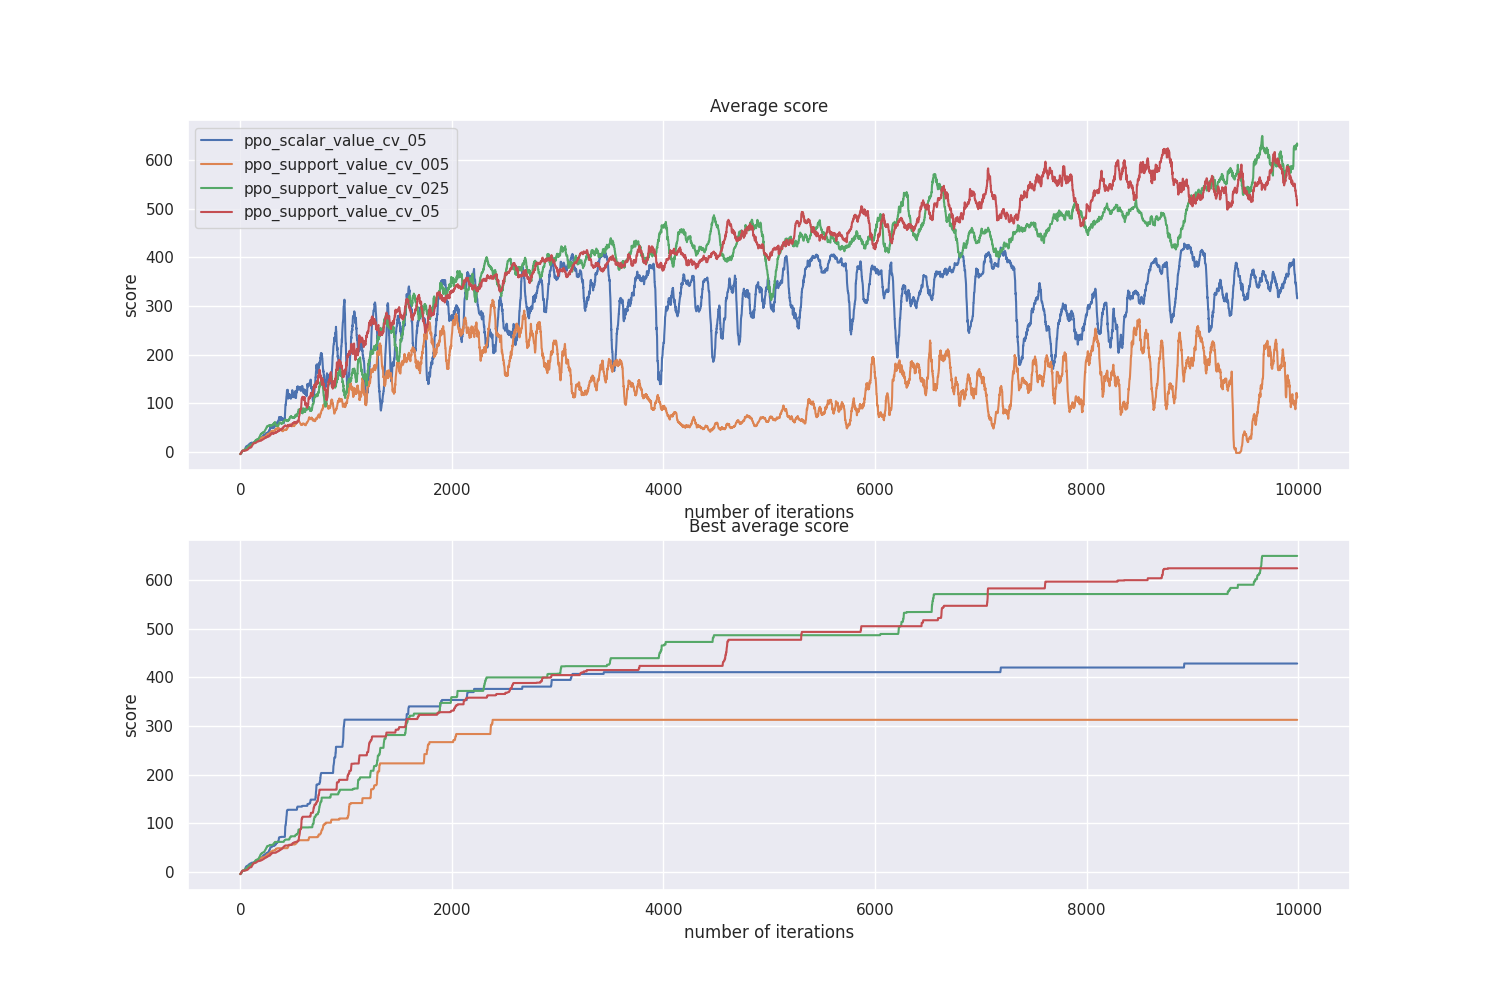 Average score
ppo_scalar_value_cv_05
ppo_support_value_cv_005
ppo_support_value_cv_025
ppo_support_value_cv_05
score
600
500
400
300
200
100
0
0 2000 4000 6000 8000 10000
number of iterations
Best average score
score
600
500
400
300
200
100
0
0 2000 4000 6000 8000 10000
number of iterations